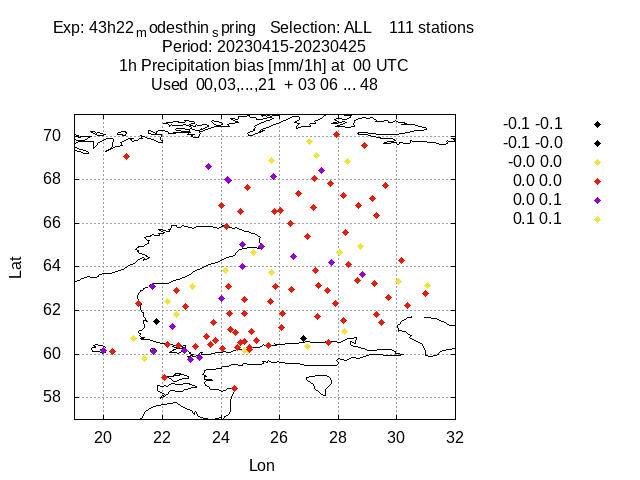 Exp: 43h22 m odesthin s pring Selection: ALL 111 stations
Period: 20230415-20230425
1h Precipitation bias [mm/1h] at 00 UTC
Used 00,03,...,21 + 03 06 ... 48
-0.1 -0.1
-0.1 -0.0
-0.0 0.0
0.0 0.0
0.0 0.1
0.1 0.1
70
68
66
64
62
60
58
Lat
20 22 24 26 28 30 32
Lon